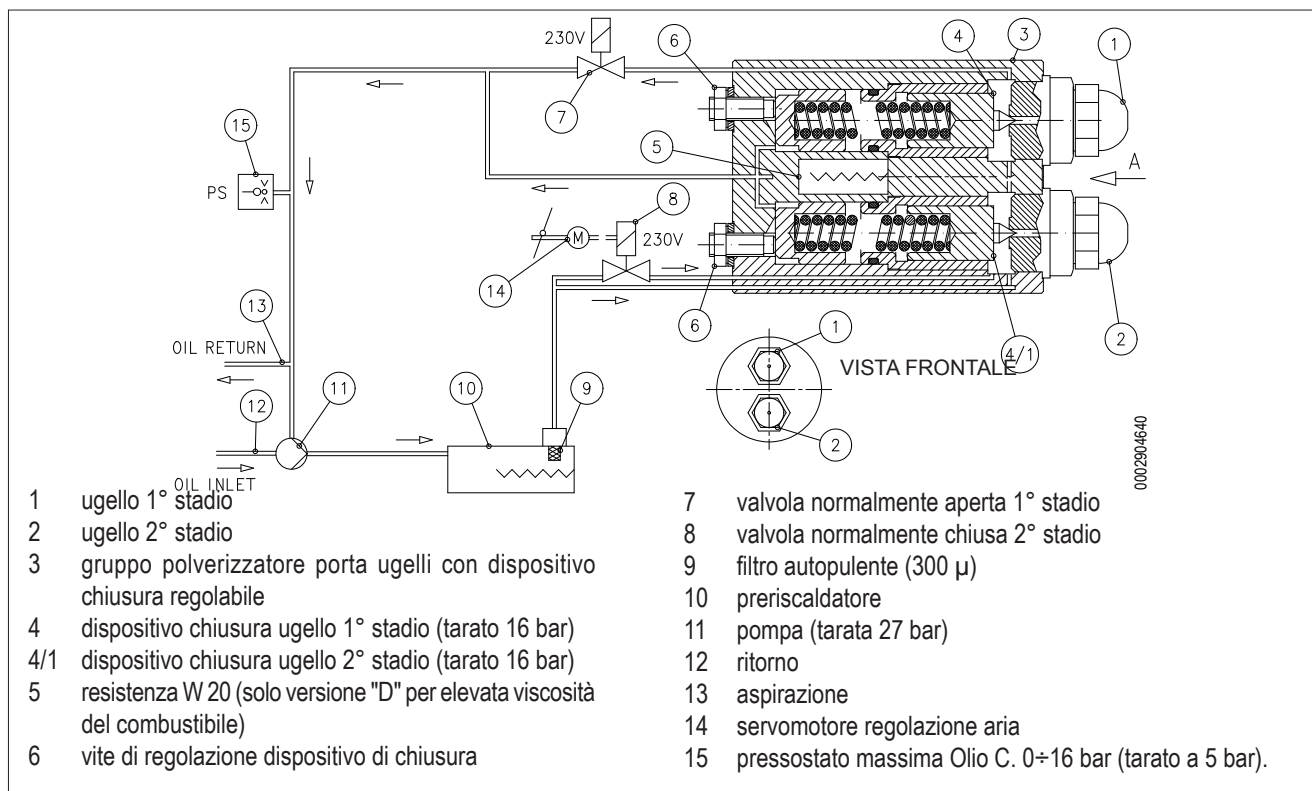 230V
6
4
3
1
7
15
5
A
PS
8
M
230V
14
6
2
13
1
4/1
OIL RETURN
VISTA FRONTALE
12
11
10
9
2
OIL INLET
0002904640
1 ugello 1° stadio
2 ugello 2° stadio
3 gruppo polverizzatore porta ugelli con dispositivo
chiusura regolabile
4 dispositivo chiusura ugello 1° stadio (tarato 16 bar)
4/1 dispositivo chiusura ugello 2° stadio (tarato 16 bar)
5 resistenza W 20 (solo versione "D" per elevata viscosità
del combustibile)
6 vite di regolazione dispositivo di chiusura
7 valvola normalmente aperta 1° stadio
8 valvola normalmente chiusa 2° stadio
9 filtro autopulente (300 µ)
10 preriscaldatore
11 pompa (tarata 27 bar)
12 ritorno
13 aspirazione
14 servomotore regolazione aria
15 pressostato massima Olio C. 0÷16 bar (tarato a 5 bar).